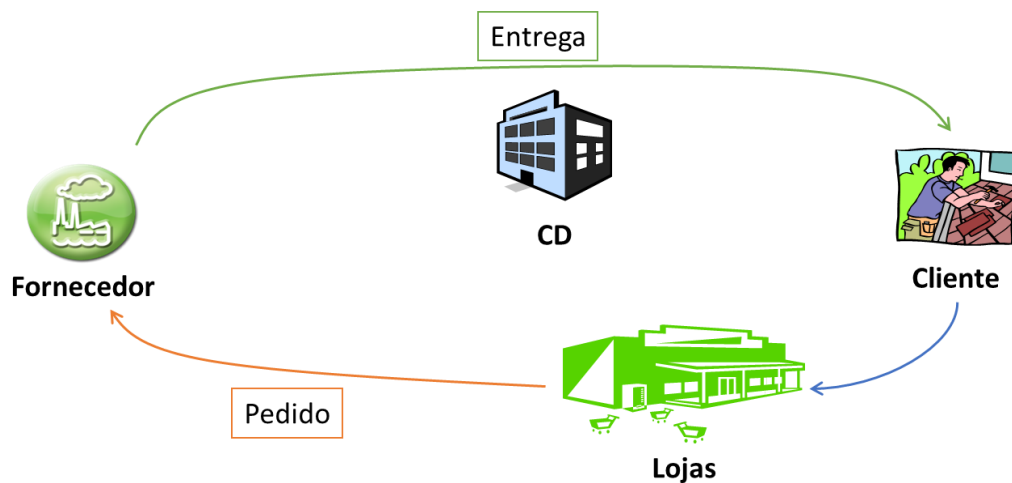 Entrega
CD
Fornecedor
Cliente
Pedido
Lojas